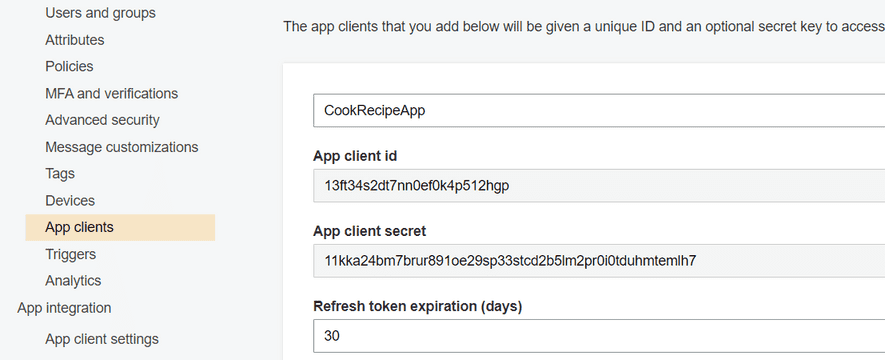 Users and groups
Attributes
Policies
MFA and verifications
Advanced security
Message customizations
Tags
Devices
App clients
Triggers
Analytics
App integration
App client settings
The app clients that you add below will be given a unique ID and an optional secret key to access
CookRecipeApp
App client id
13ft34s2dt7nn0ef0k4p512hgp
App client secret
11kka24bm7brur891oe29sp33stcd2b5lm2pr0i0tduhmtemlh7
Refresh token expiration (days)
30